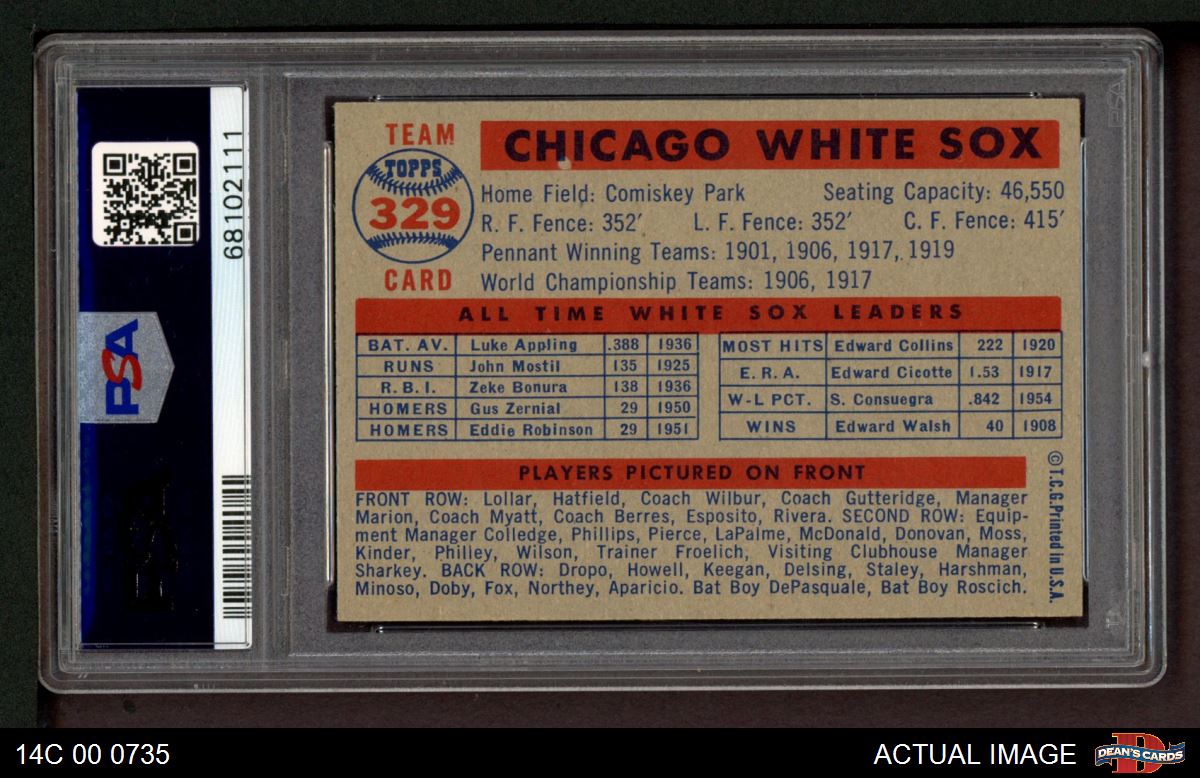 68102111
PSA
TEAM
TOPPS
329
CARD
CHICAGO WHITE SOX
Home Field: Comiskey Park Seating Capacity: 46,550
R. F. Fence: 352′ L. F. Fence: 352′ C. F. Fence: 415′
Pennant Winning Teams: 1901, 1906, 1917, 1919
World Championship Teams: 1906, 1917
ALL TIME WHITE SOX LEADERS
BAT. AV. Luke Appling .388 1936
RUNS John Mostil 135 1925
R.B.I. Zeke Bonura 138 1936
HOMERS Gus Zernial 29 1950
HOMERS Eddie Robinson 29 1951
MOST HITS Edward Collins 222 1920
E.R.A. Edward Cicotte 1.53 1917
W-L PCT. S. Consuegra .842 1954
WINS Edward Walsh 40 1908
PLAYERS PICTURED ON FRONT
FRONT ROW: Lollar, Hatfield, Coach Wilbur, Coach Gutteridge, Manager
Marion, Coach Myatt, Coach Berres, Esposito, Rivera. SECOND ROW: Equip-
ment Manager Colledge, Phillips, Pierce, LaPalme, McDonald, Donovan, Moss,
Kinder, Philley, Wilson, Trainer Froelich, Visiting Clubhouse Manager
Sharkey. BACK ROW: Dropo, Howell, Keegan, Delsing, Staley, Harshman,
Minoso, Doby, Fox, Northey, Aparicio. Bat Boy DePasquale, Bat Boy Roscich.
© T.C.G. Printed in U.S.A.
14C 00 0735
ACTUAL IMAGE
DEAN'S CARDS